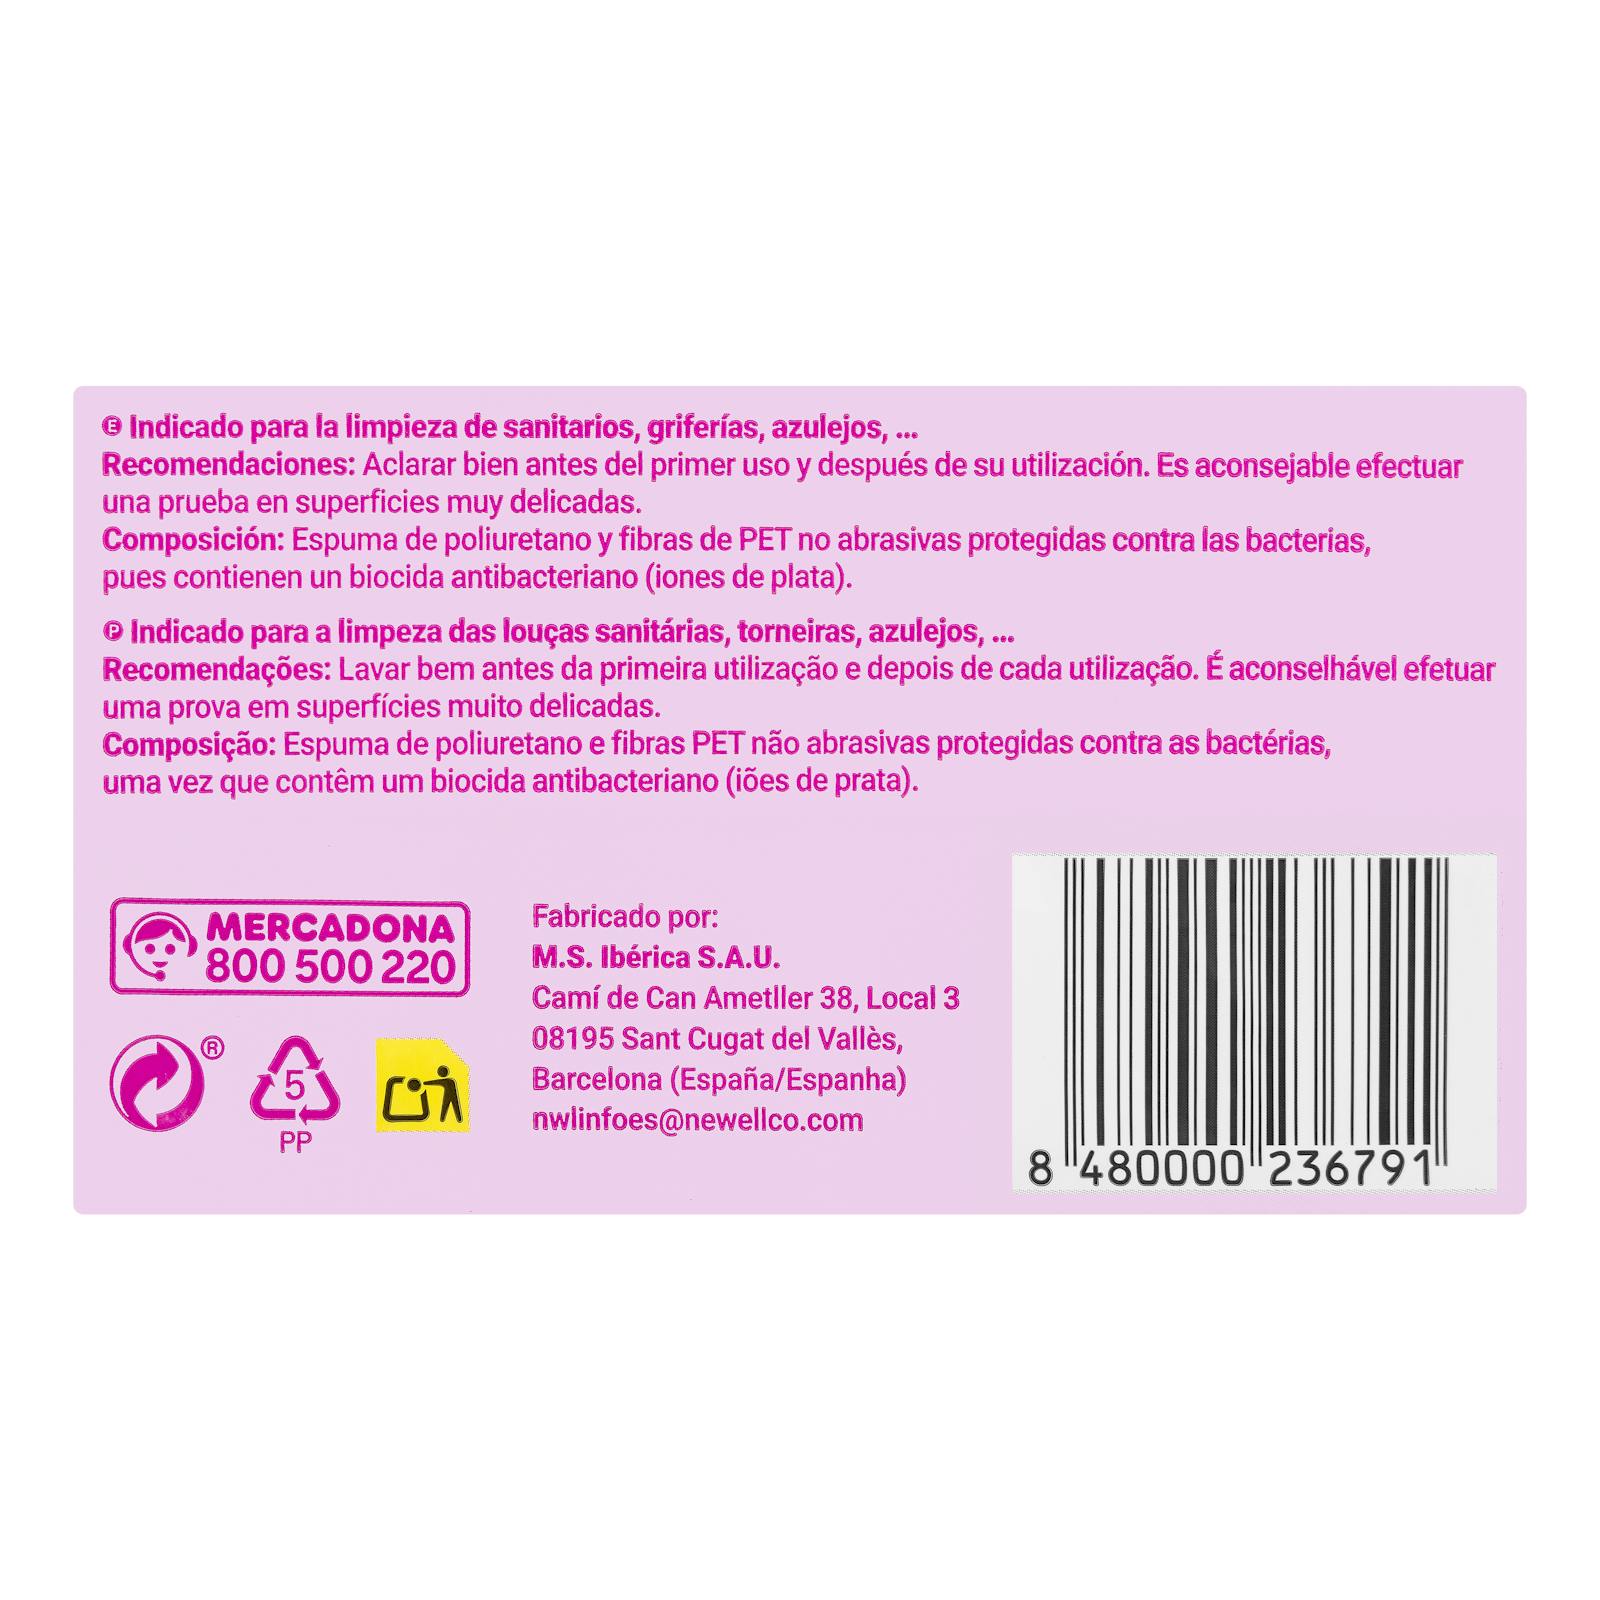 E Indicado para la limpieza de sanitarios, griferías, azulejos, ...
Recomendaciones: Aclarar bien antes del primer uso y después de su utilización. Es aconsejable efectuar
una prueba en superficies muy delicadas.
Composición: Espuma de poliuretano y fibras de PET no abrasivas protegidas contra las bacterias,
pues contienen un biocida antibacteriano (iones de plata).
P Indicado para a limpeza das louças sanitárias, torneiras, azulejos, ...
Recomendações: Lavar bem antes da primeira utilização e depois de cada utilização. É aconselhável efetuar
uma prova em superfícies muito delicadas.
Composição: Espuma de poliuretano e fibras PET não abrasivas protegidas contra as bactérias,
uma vez que contêm um biocida antibacteriano (iões de prata).
MERCADONA
800 500 220
®
5
PP
Fabricado por:
M.S. Ibérica S.A.U.
Camí de Can Ametller 38, Local 3
08195 Sant Cugat del Vallès,
Barcelona (España/Espanha)
nwlinfoes@newellco.com
8 480000 236791